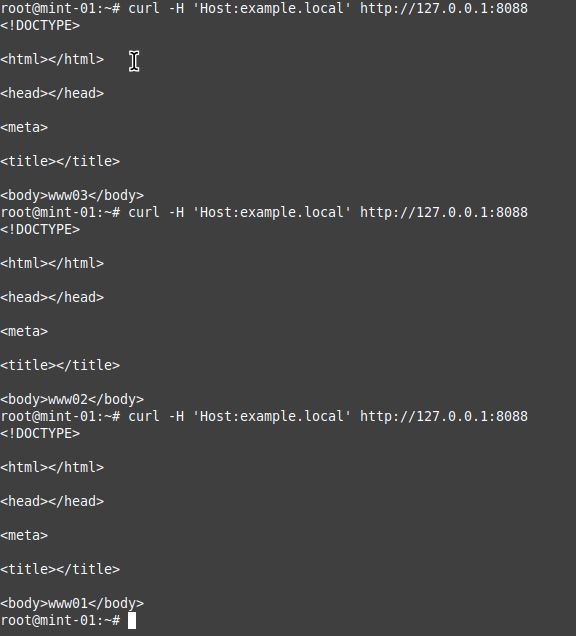 root@mint-01:~# curl -H 'Host:example.local' http://127.0.0.1:8088
<!DOCTYPE>
<html></html>
<head></head>
<meta>
<title></title>
<body>www03</body>
root@mint-01:~# curl -H 'Host:example.local' http://127.0.0.1:8088
<!DOCTYPE>
<html></html>
<head></head>
<meta>
<title></title>
<body>www02</body>
root@mint-01:~# curl -H 'Host:example.local' http://127.0.0.1:8088
<!DOCTYPE>
<html></html>
<head></head>
<meta>
<title></title>
<body>www01</body>
root@mint-01:~#